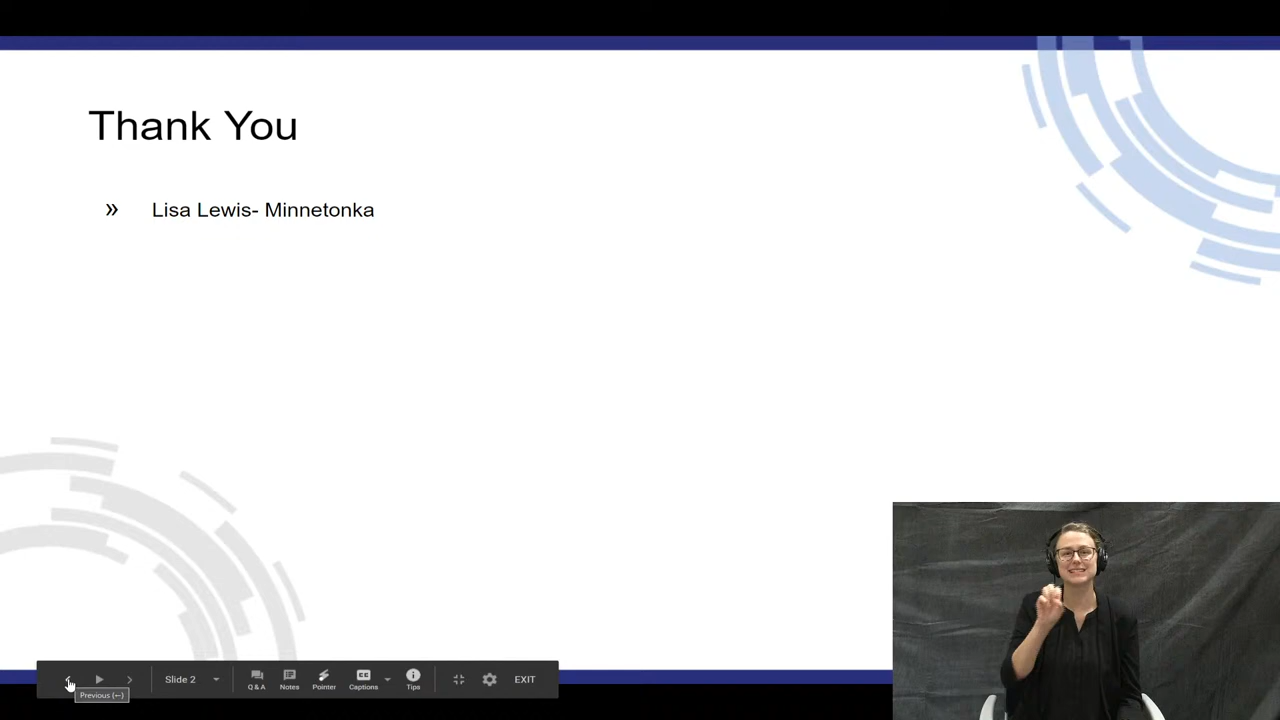 Thank You
» Lisa Lewis- Minnetonka
Slide 2
Q & A
Notes
Pointer
Captions
Tips
EXIT
Previous (←)